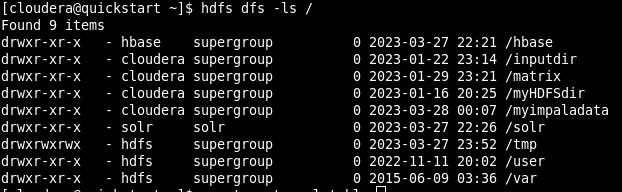 [cloudera@quickstart ~]$ hdfs dfs -ls /
Found 9 items
drwxr-xr-x   - hbase    supergroup          0 2023-03-27 22:21 /hbase
drwxr-xr-x   - cloudera supergroup          0 2023-01-22 23:14 /inputdir
drwxr-xr-x   - cloudera supergroup          0 2023-01-29 23:21 /matrix
drwxr-xr-x   - cloudera supergroup          0 2023-01-16 20:25 /myHDFSdir
drwxr-xr-x   - cloudera supergroup          0 2023-03-28 00:07 /myimpaladata
drwxr-xr-x   - solr     solr                0 2023-03-27 22:26 /solr
drwxrwxrwx   - hdfs     supergroup          0 2023-03-27 23:52 /tmp
drwxr-xr-x   - hdfs     supergroup          0 2022-11-11 20:02 /user
drwxr-xr-x   - hdfs     supergroup          0 2015-06-09 03:36 /var